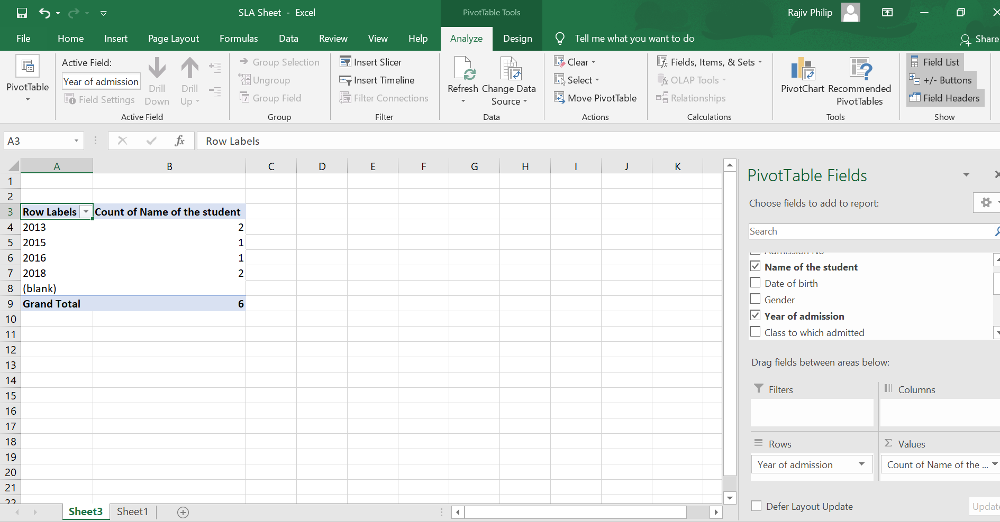 SLA Sheet - Excel
PivotTable Tools
Rajiv Philip
File Home Insert Page Layout Formulas Data Review View Help Analyze Design Tell me what you want to do Share
PivotTable
Active Field:
Year of admission
Field Settings
Drill Down
Drill Up
Active Field
Group Selection
Ungroup
Group Field
Group
Insert Slicer
Insert Timeline
Filter Connections
Filter
Refresh
Change Data Source
Data
Clear
Select
Move PivotTable
Actions
Fields, Items, & Sets
OLAP Tools
Relationships
Calculations
PivotChart
Recommended PivotTables
Tools
Field List
+/- Buttons
Field Headers
Show
A3 fx Row Labels
A B C D E F G H I J K
1
2
3 Row Labels Count of Name of the student
4 2013 2
5 2015 1
6 2016 1
7 2018 2
8 (blank)
9 Grand Total 6
10
11
12
13
14
15
16
17
18
19
20
21
22
Sheet3 Sheet1
PivotTable Fields
Choose fields to add to report:
Search
Admission No
Name of the student
Date of birth
Gender
Year of admission
Class to which admitted
Drag fields between areas below:
Filters
Columns
Rows
Σ Values
Year of admission
Count of Name of the ...
Defer Layout Update
Update